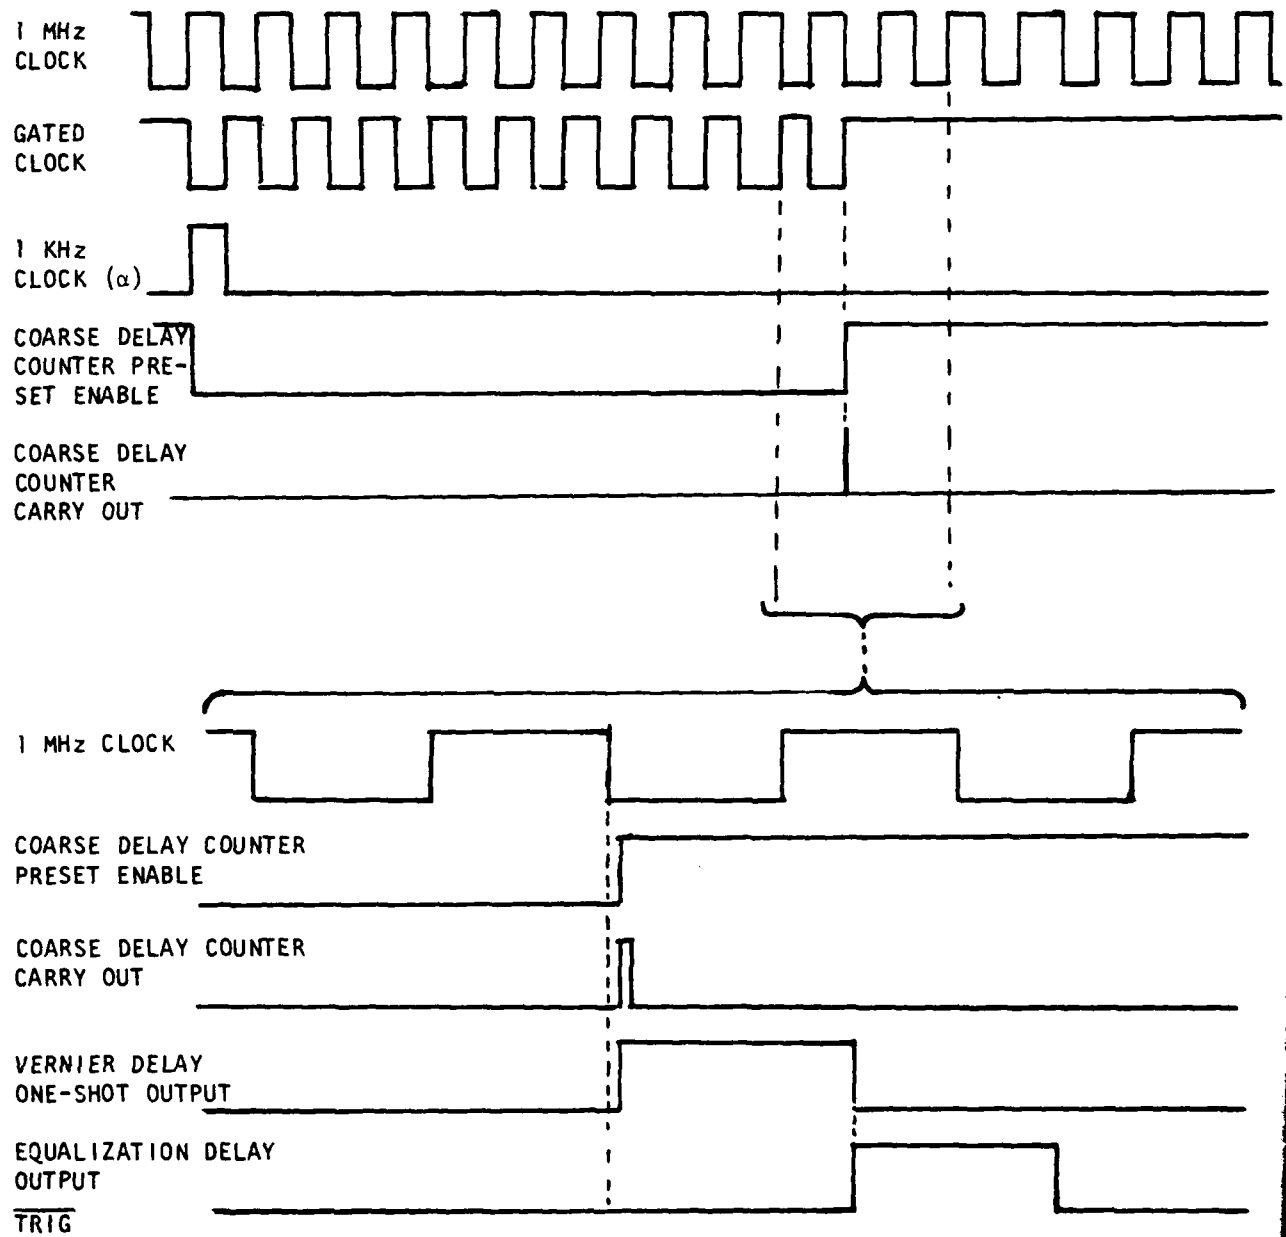 1 MHz
CLOCK
GATED
CLOCK
1 KHz
CLOCK (α)
COARSE DELAY
COUNTER PRE-
SET ENABLE
COARSE DELAY
COUNTER
CARRY OUT
1 MHz CLOCK
COARSE DELAY COUNTER
PRESET ENABLE
COARSE DELAY COUNTER
CARRY OUT
VERNIER DELAY
ONE-SHOT OUTPUT
EQUALIZATION DELAY
OUTPUT
TRIG